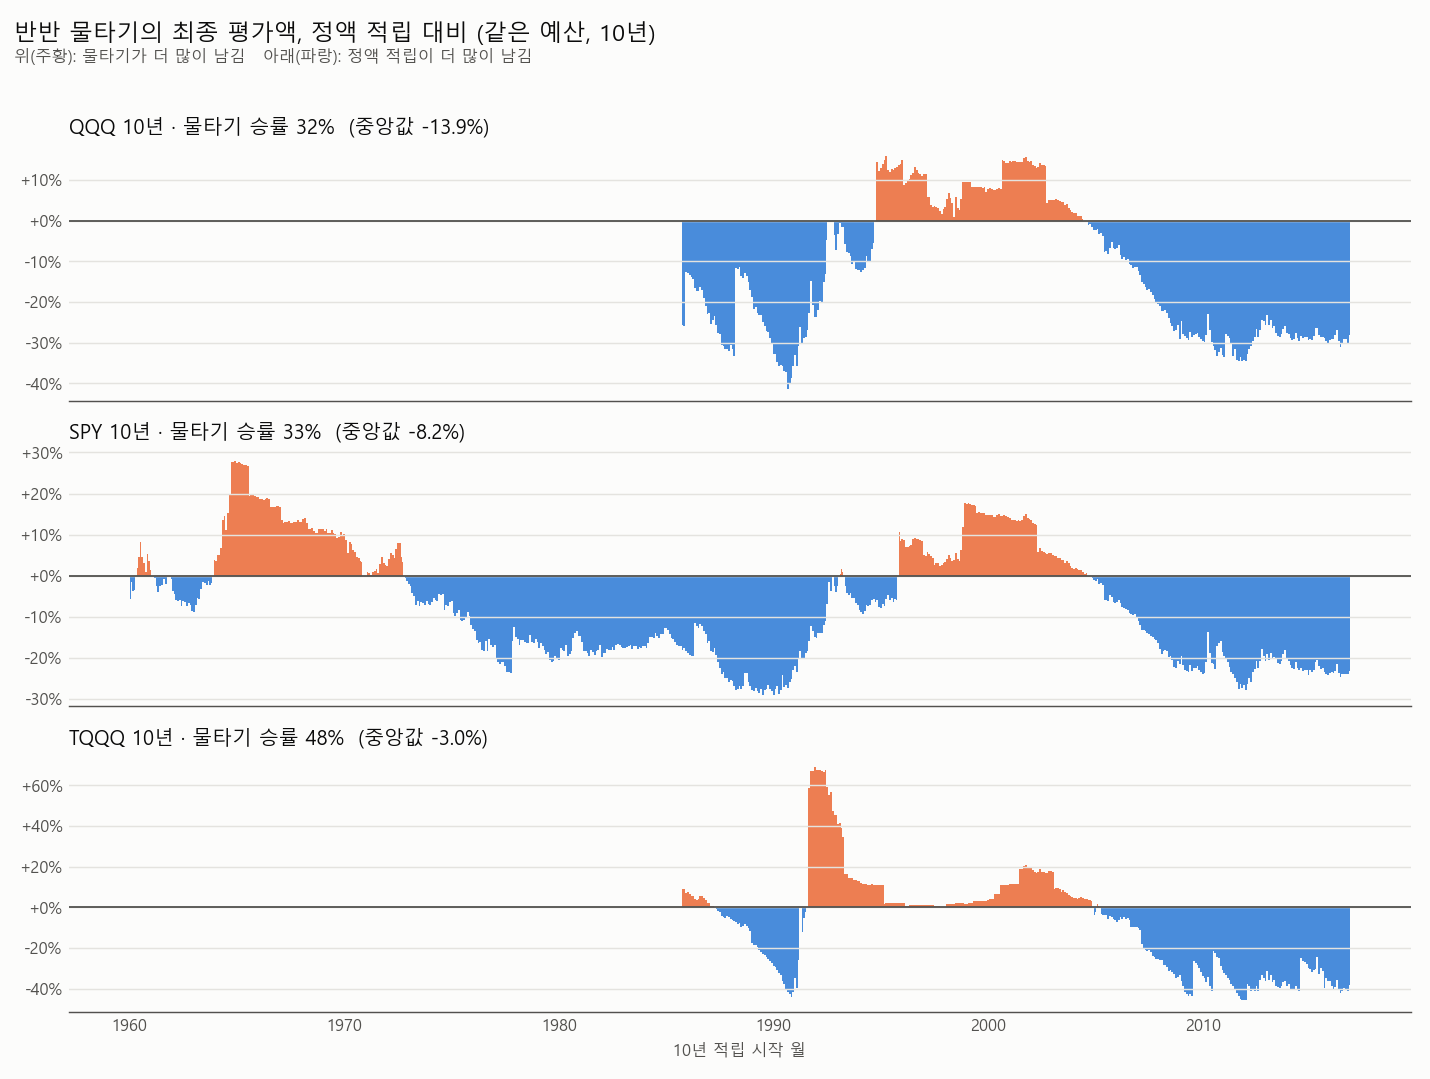 반반 물타기의 최종 평가액, 정액 적립 대비 (같은 예산, 10년)
위(주황): 물타기가 더 많이 남김 아래(파랑): 정액 적립이 더 많이 남김
QQQ 10년 · 물타기 승률 32% (중앙값 -13.9%)
+10%
+0%
-10%
-20%
-30%
-40%
SPY 10년 · 물타기 승률 33% (중앙값 -8.2%)
+30%
+20%
+10%
+0%
-10%
-20%
-30%
TQQQ 10년 · 물타기 승률 48% (중앙값 -3.0%)
+60%
+40%
+20%
+0%
-20%
-40%
1960 1970 1980 1990 2000 2010
10년 적립 시작 월